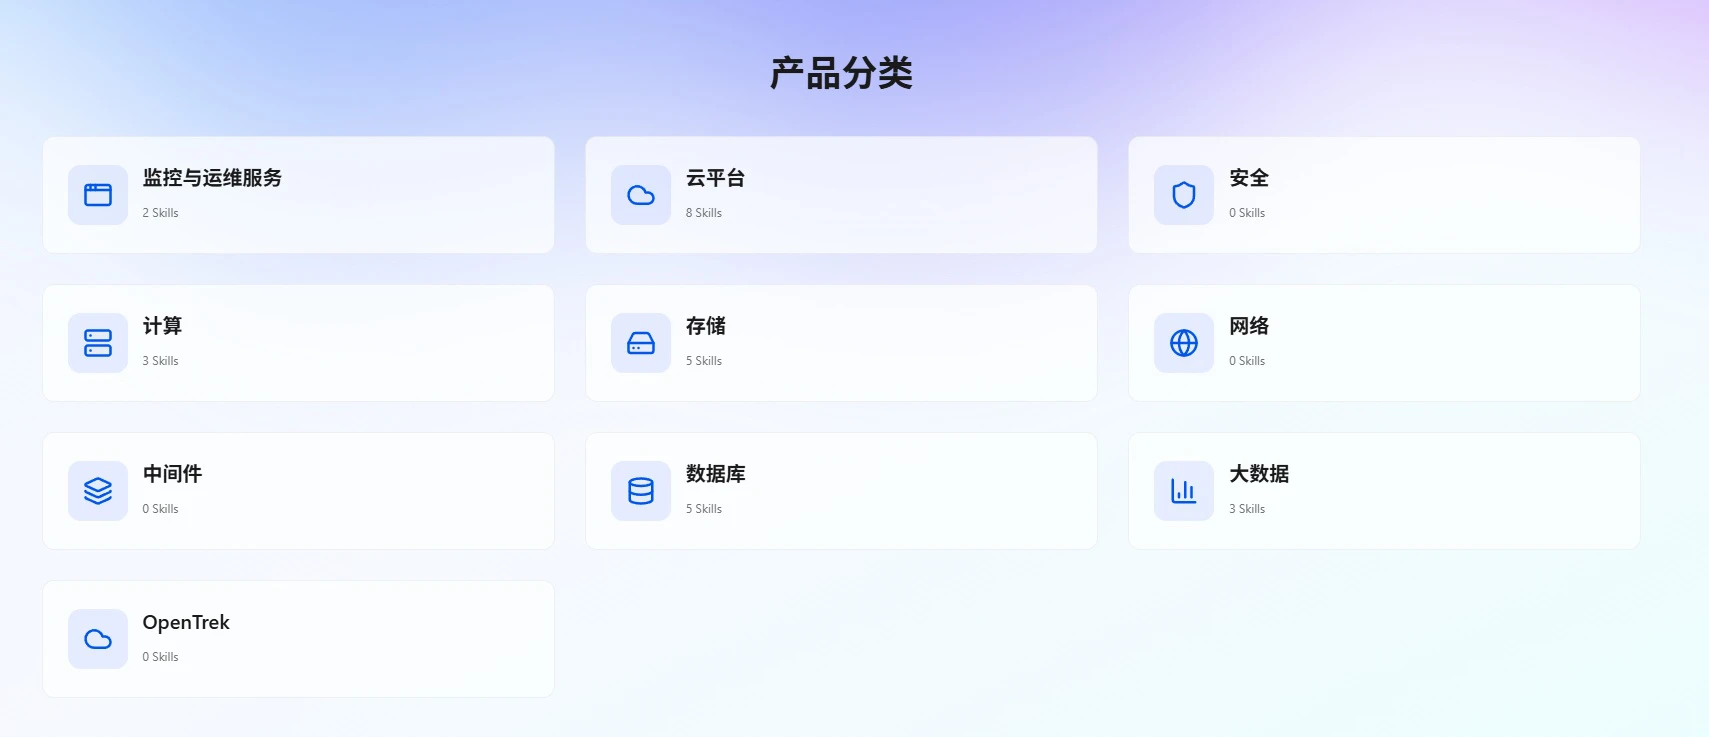 产品分类
监控与运维服务
2 Skills
云平台
8 Skills
安全
0 Skills
计算
3 Skills
存储
5 Skills
网络
0 Skills
中间件
0 Skills
数据库
5 Skills
大数据
3 Skills
OpenTrek
0 Skills